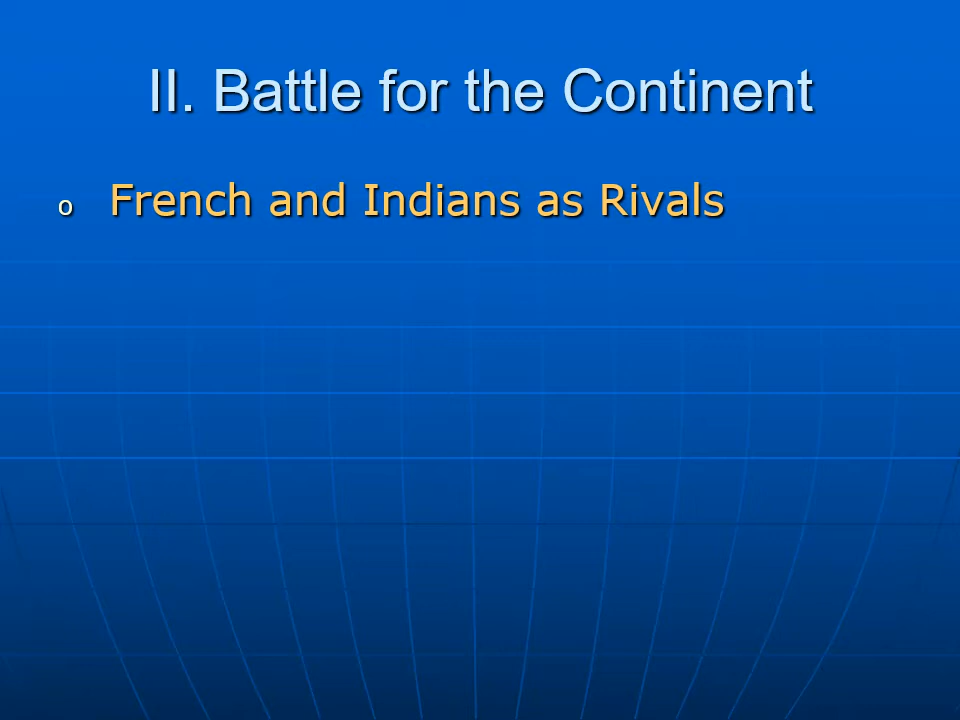 II. Battle for the Continent
o French and Indians as Rivals